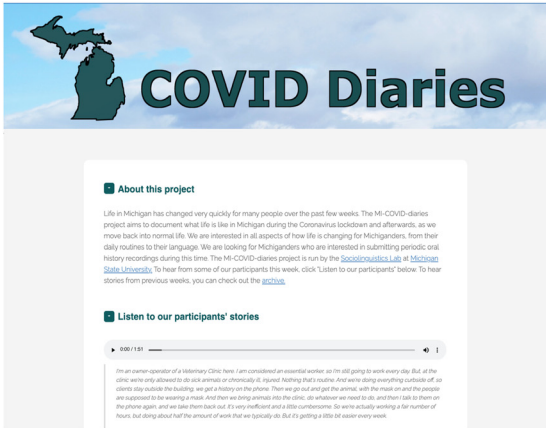 COVID Diaries
About this project
Life in Michigan has changed very quickly for many people over the past few weeks. The MI-COVID-diaries
project aims to document what life is like in Michigan during the Coronavirus lockdown and afterwards, as we
move back into normal life. We are interested in all aspects of how life is changing for Michiganders, from their
daily routines to their language. We are looking for Michiganders who are interested in submitting periodic oral
history recordings during this time. The MI-COVID-diaries project is run by the Sociolinguistics Lab at Michigan
State University. To hear from some of our participants this week, click "Listen to our participants" below. To hear
stories from previous weeks, you can check out the archive.
Listen to our participants' stories
0:00 / 1:51
I'm an owner-operator of a Veterinary Clinic here. I am considered an essential worker, so I'm still going to work every day. But, at the
clinic we're only allowed to do sick animals or chronically ill, injured. Nothing that's routine. And we're doing everything curbside off, so
clients stay outside the building, we get a history on the phone. Then we go out and get the animal, with the mask on and the people
are supposed to be wearing a mask. And then we bring animals into the clinic, do whatever we need to do, and then I talk to them on
the phone again, and we take them back out. It's very inefficient and a little cumbersome. So we're actually working a fair number of
hours, but doing about half the amount of work that we typically do. But it's getting a little bit easier every week.